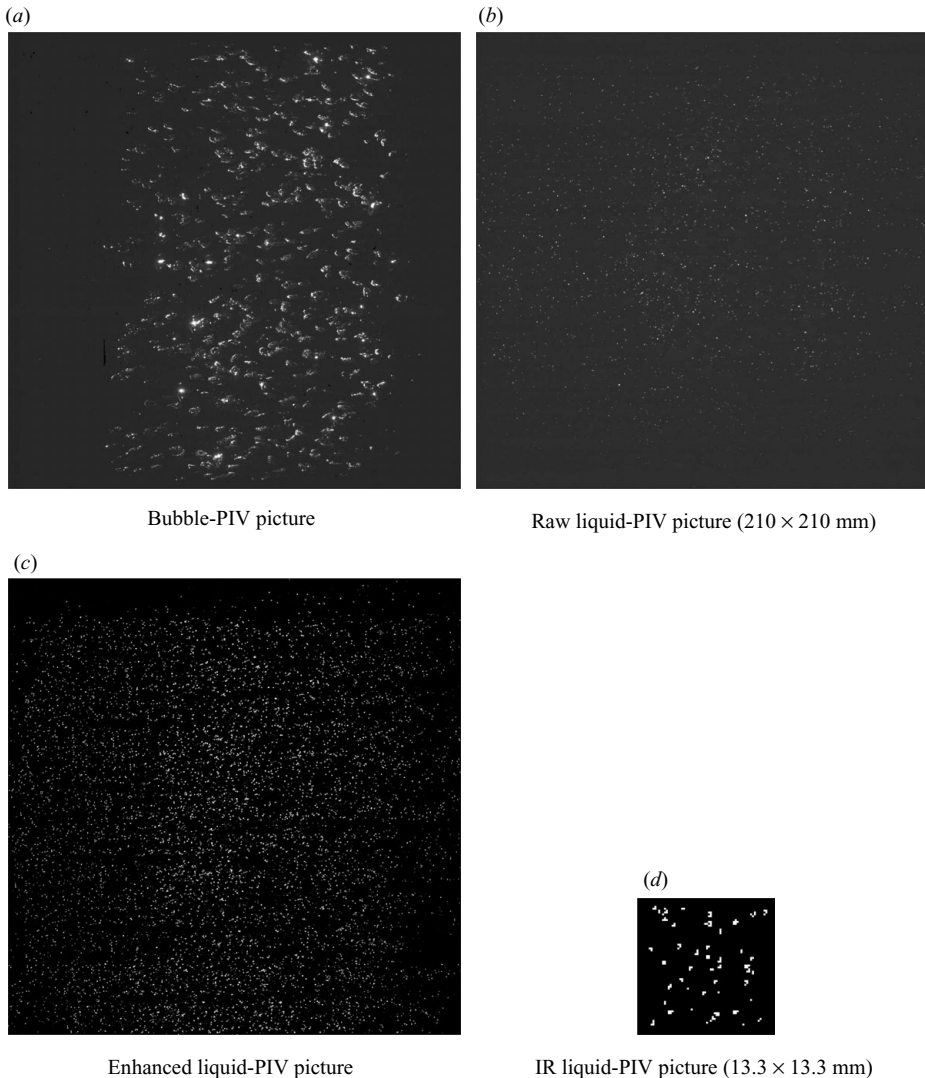 (a)
(b)
Bubble-PIV picture
Raw liquid-PIV picture (210 × 210 mm)
(c)
(d)
Enhanced liquid-PIV picture
IR liquid-PIV picture (13.3 × 13.3 mm)